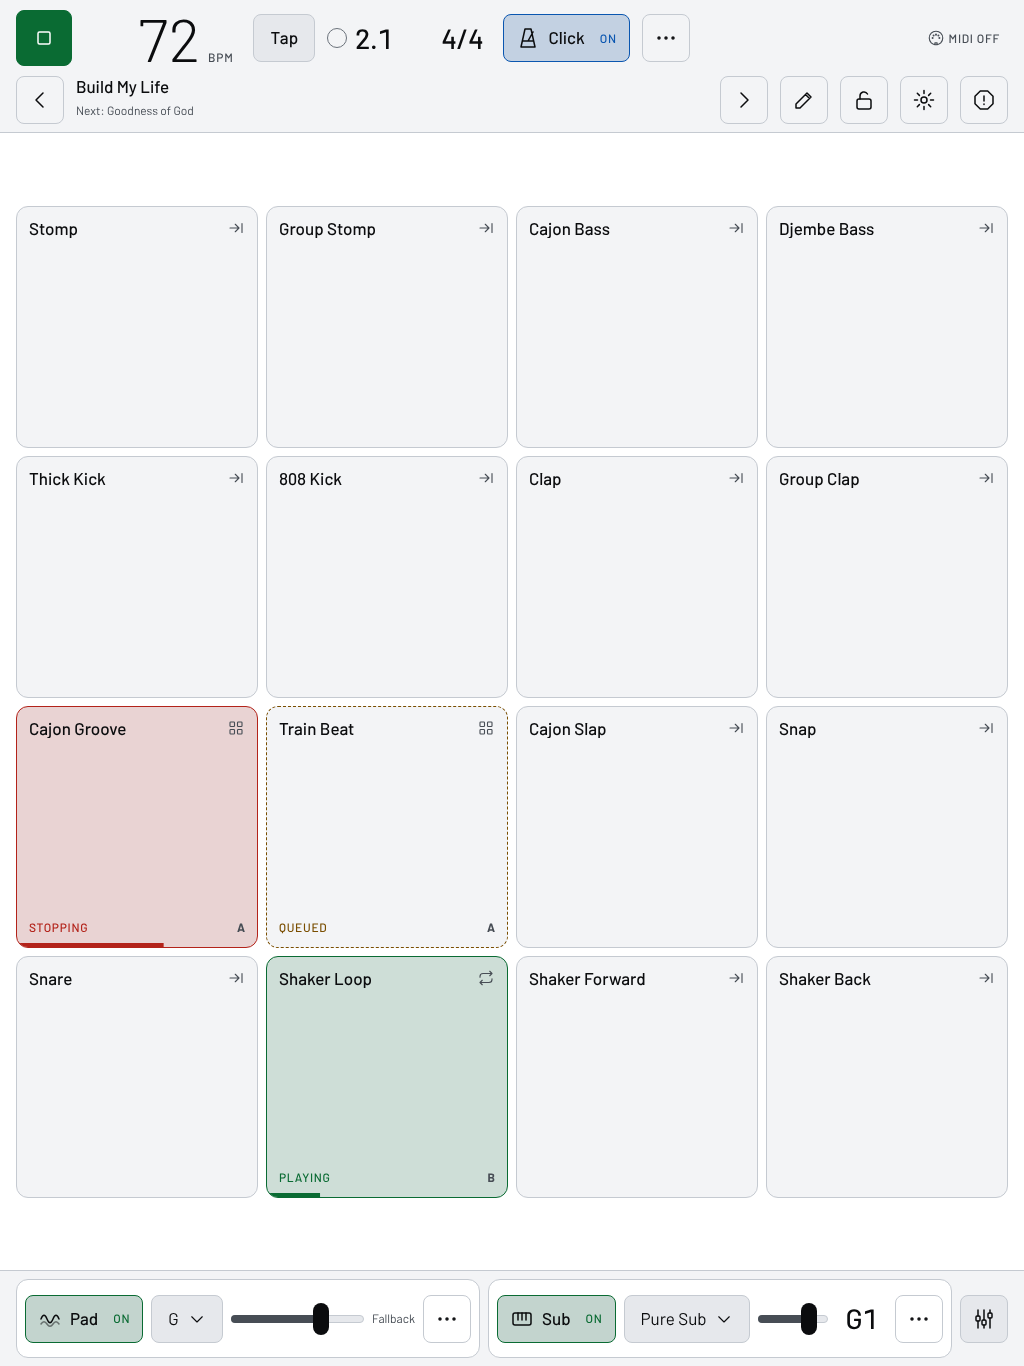 72 BPM Tap 2.1 4/4 Click ON MIDI OFF
Build My Life
Next: Goodness of God
Stomp Group Stomp Cajon Bass Djembe Bass
Thick Kick 808 Kick Clap Group Clap
Cajon Groove Train Beat Cajon Slap Snap
STOPPING A QUEUED A
Snare Shaker Loop Shaker Forward Shaker Back
PLAYING B
Pad ON G Fallback Sub ON Pure Sub G1